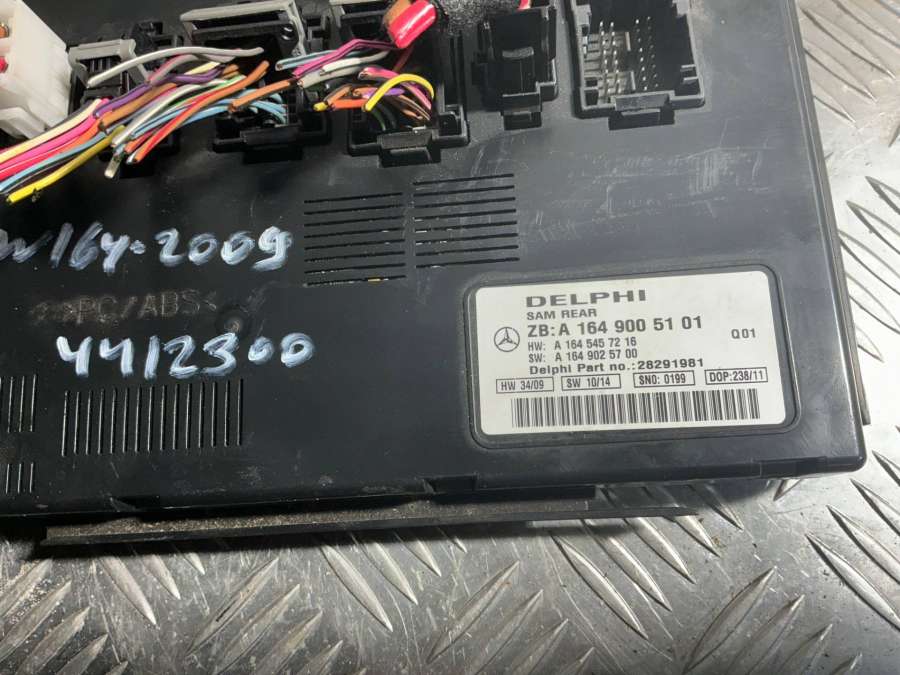 W164-2009
>PC/ABS<
4412300
DELPHI
SAM REAR
ZB: A 164 900 51 01 Q01
HW: A 164 545 72 16
SW: A 164 902 57 00
Delphi Part no.:28291981
HW 34/09 SW 10/14 SNO: 0199 DOP:238/11